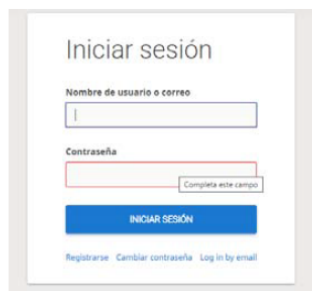 Iniciar sesión
Nombre de usuario o correo
Contraseña
Completa este campo
INICIAR SESIÓN
Registrarse Cambiar contraseña Log in by email